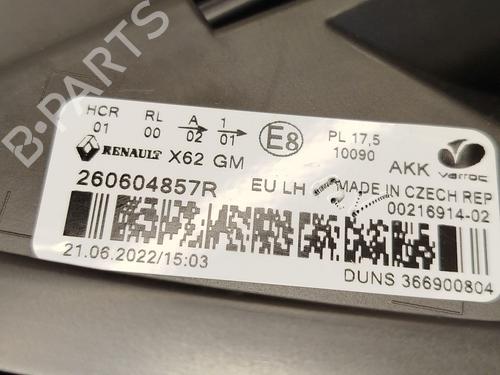 B-PARTS
HCR RL A 1 E8 PL 17,5
01 00 02 01 10090 AKK varroc
RENAULT X62 GM
260604857R EU LH MADE IN CZECH REP
00216914-02
21.06.2022/15:03 DUNS 366900804